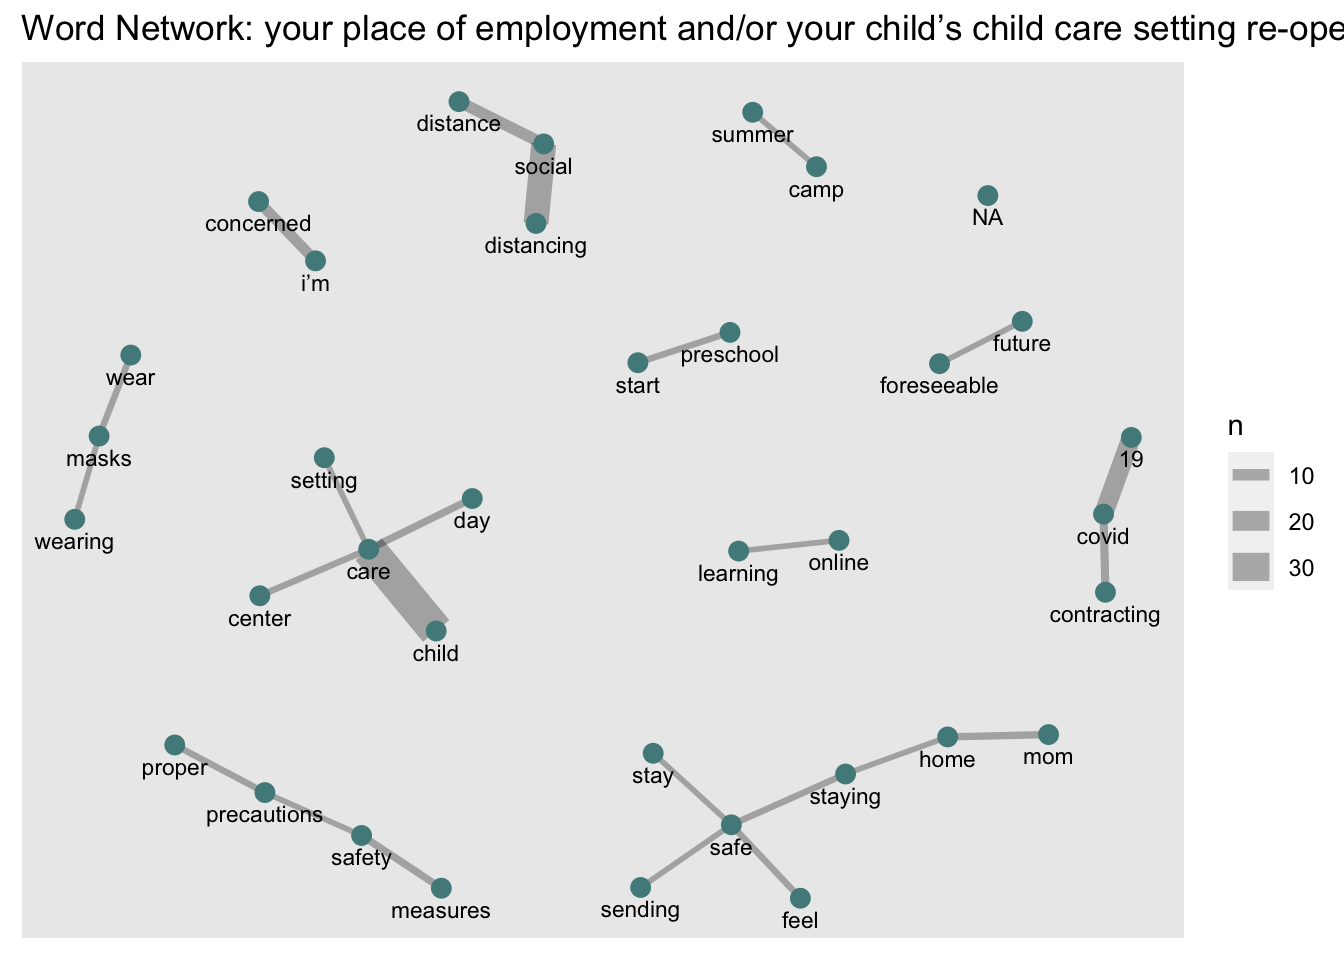 Word Network: your place of employment and/or your child’s child care setting re-ope
distance
summer
social
camp
NA
concerned
distancing
i’m
future
preschool
wear
start
foreseeable
n
masks
19
10
setting
day
20
covid
wearing
online
care
learning
30
center
contracting
child
home
mom
proper
stay
staying
precautions
safe
safety
measures
sending
feel